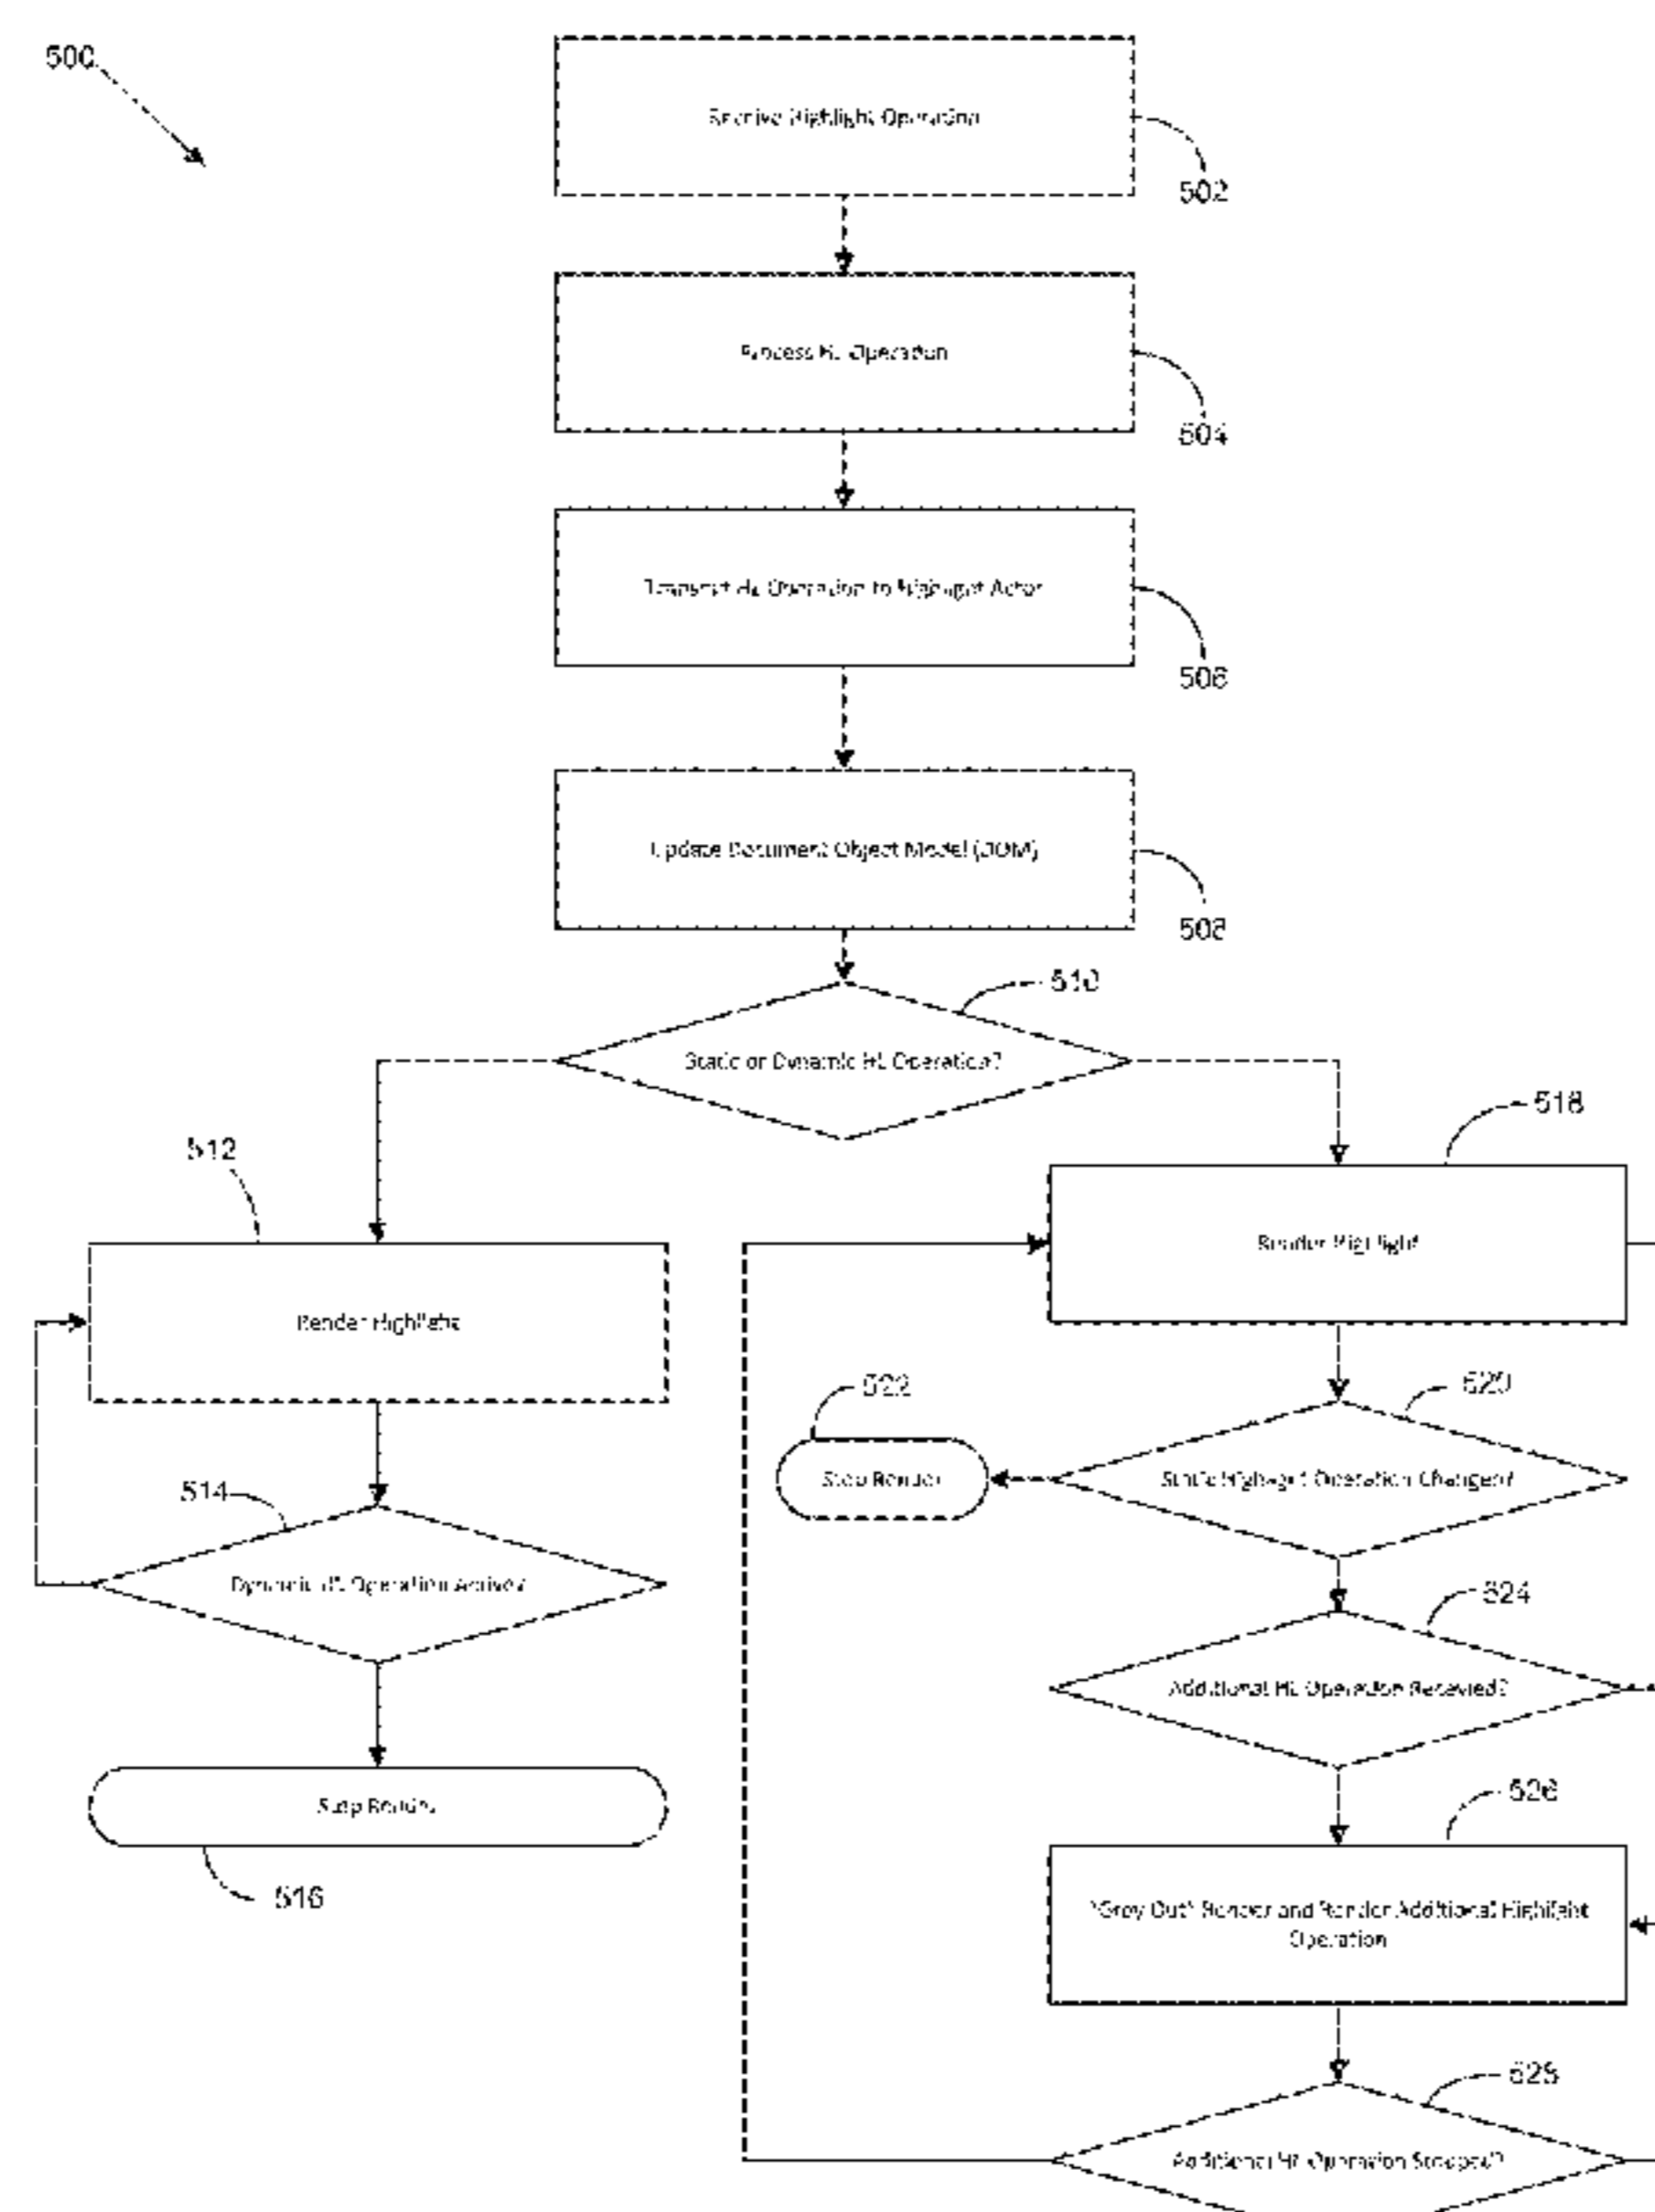 500
Receive Highlight Operation
502
Process HL Operation
504
Transmit HL Operation to Highlight Actor
506
Update Document Object Model (DOM)
508
510
Static or Dynamic HL Operation?
518
512
Render Highlight
Render Highlight
522
520
Stop Render
Static Highlight Operation Changed?
514
Dynamic HL Operation Active?
524
Additional HL Operation Recevied?
Stop Render
526
516
"Grey Out" Render and Render Additional Highlight
Operation
528
Additional HL Operation Stopped?